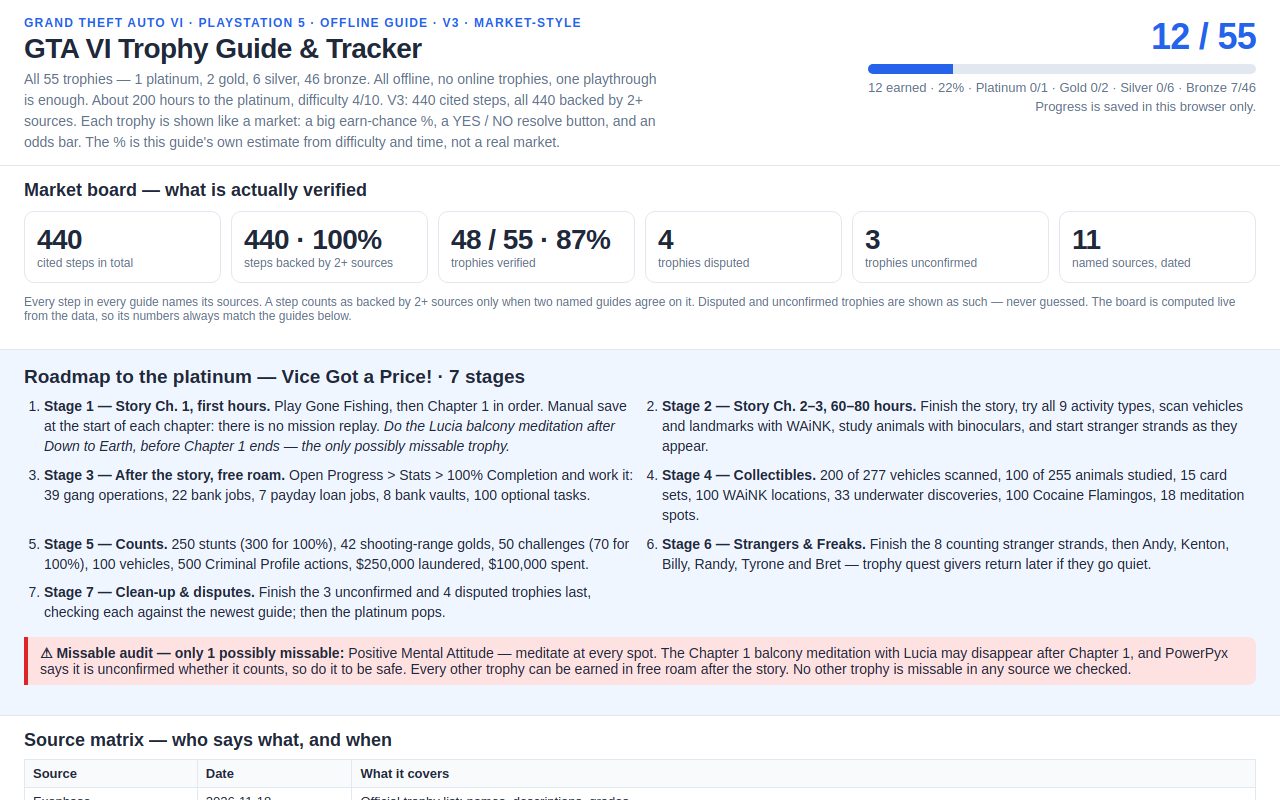 GRAND THEFT AUTO VI · PLAYSTATION 5 · OFFLINE GUIDE · V3 · MARKET-STYLE
GTA VI Trophy Guide & Tracker
All 55 trophies — 1 platinum, 2 gold, 6 silver, 46 bronze. All offline, no online trophies, one playthrough
is enough. About 200 hours to the platinum, difficulty 4/10. V3: 440 cited steps, all 440 backed by 2+
sources. Each trophy is shown like a market: a big earn-chance %, a YES / NO resolve button, and an
odds bar. The % is this guide's own estimate from difficulty and time, not a real market.
12 / 55
12 earned · 22% · Platinum 0/1 · Gold 0/2 · Silver 0/6 · Bronze 7/46
Progress is saved in this browser only.
Market board — what is actually verified
440
cited steps in total
440 · 100%
steps backed by 2+ sources
48 / 55 · 87%
trophies verified
4
trophies disputed
3
trophies unconfirmed
11
named sources, dated
Every step in every guide names its sources. A step counts as backed by 2+ sources only when two named guides agree on it. Disputed and unconfirmed trophies are shown as such — never guessed. The board is computed live
from the data, so its numbers always match the guides below.
Roadmap to the platinum — Vice Got a Price! · 7 stages
1. Stage 1 — Story Ch. 1, first hours. Play Gone Fishing, then Chapter 1 in order. Manual save
at the start of each chapter: there is no mission replay. Do the Lucia balcony meditation after
Down to Earth, before Chapter 1 ends — the only possibly missable trophy.
2. Stage 2 — Story Ch. 2–3, 60–80 hours. Finish the story, try all 9 activity types, scan vehicles
and landmarks with WAiNK, study animals with binoculars, and start stranger strands as they
appear.
3. Stage 3 — After the story, free roam. Open Progress > Stats > 100% Completion and work it:
39 gang operations, 22 bank jobs, 7 payday loan jobs, 8 bank vaults, 100 optional tasks.
4. Stage 4 — Collectibles. 200 of 277 vehicles scanned, 100 of 255 animals studied, 15 card
sets, 100 WAiNK locations, 33 underwater discoveries, 100 Cocaine Flamingos, 18 meditation
spots.
5. Stage 5 — Counts. 250 stunts (300 for 100%), 42 shooting-range golds, 50 challenges (70 for
100%), 100 vehicles, 500 Criminal Profile actions, $250,000 laundered, $100,000 spent.
6. Stage 6 — Strangers & Freaks. Finish the 8 counting stranger strands, then Andy, Kenton,
Billy, Randy, Tyrone and Bret — trophy quest givers return later if they go quiet.
7. Stage 7 — Clean-up & disputes. Finish the 3 unconfirmed and 4 disputed trophies last,
checking each against the newest guide; then the platinum pops.
⚠ Missable audit — only 1 possibly missable: Positive Mental Attitude — meditate at every spot. The Chapter 1 balcony meditation with Lucia may disappear after Chapter 1, and PowerPyx
says it is unconfirmed whether it counts, so do it to be safe. Every other trophy can be earned in free roam after the story. No other trophy is missable in any source we checked.
Source matrix — who says what, and when
Source Date What it covers